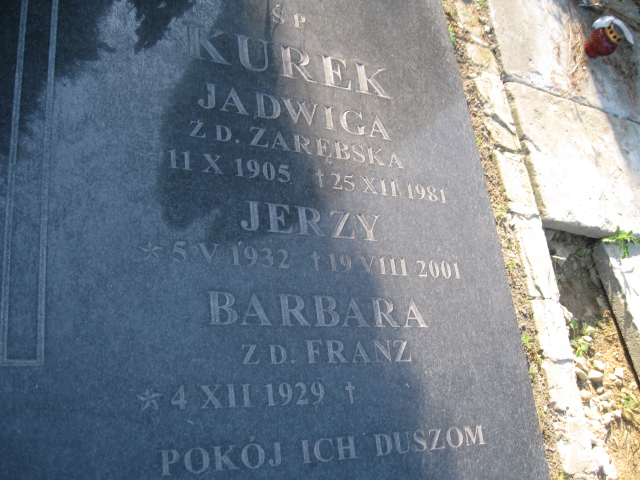 Ś P
KUREK
JADWIGA
Z D. ZARĘBSKA
11 X 1905 † 25 XII 1981
JERZY
* 5 V 1932 † 19 VIII 2001
BARBARA
Z D. FRANZ
* 4 XII 1929 †
POKÓJ ICH DUSZOM